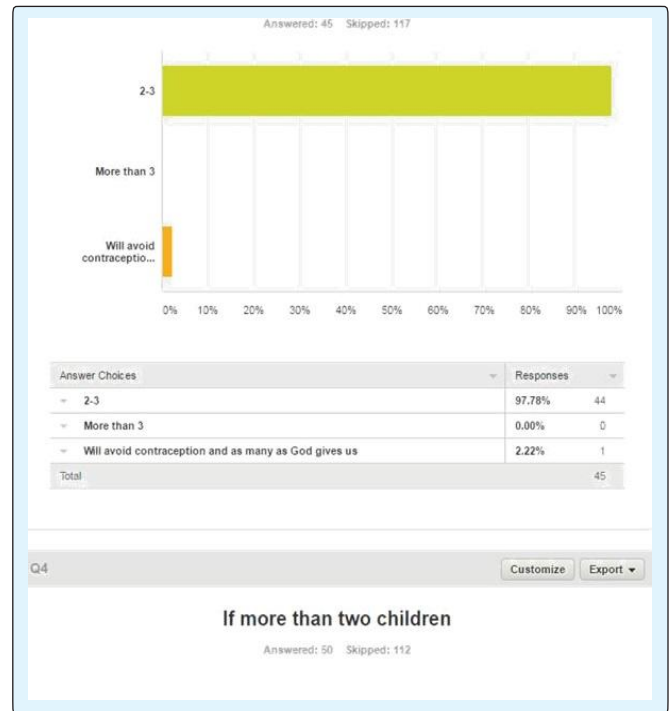 Answered: 45 Skipped: 117
2-3
More than 3
Will avoid
contraceptio...
0% 10% 20% 30% 40% 50% 60% 70% 80% 90% 100%
Answer Choices Responses
2-3 97.78% 44
More than 3 0.00% 0
Will avoid contraception and as many as God gives us 2.22% 1
Total 45
Q4 Customize Export
If more than two children
Answered: 50 Skipped: 112